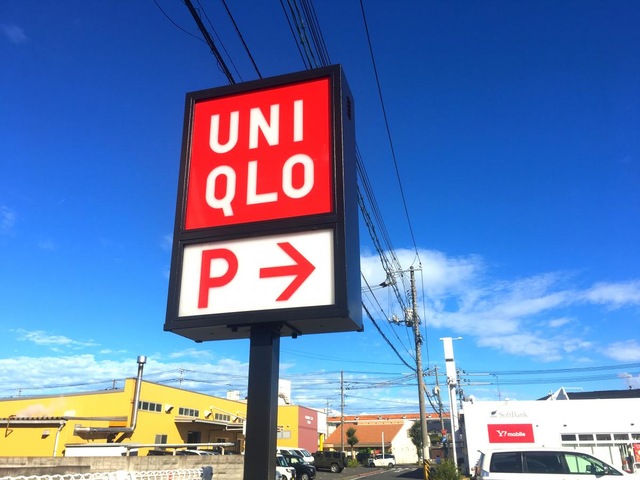 UNI
QLO
P →
SoftBank
Y!mobile